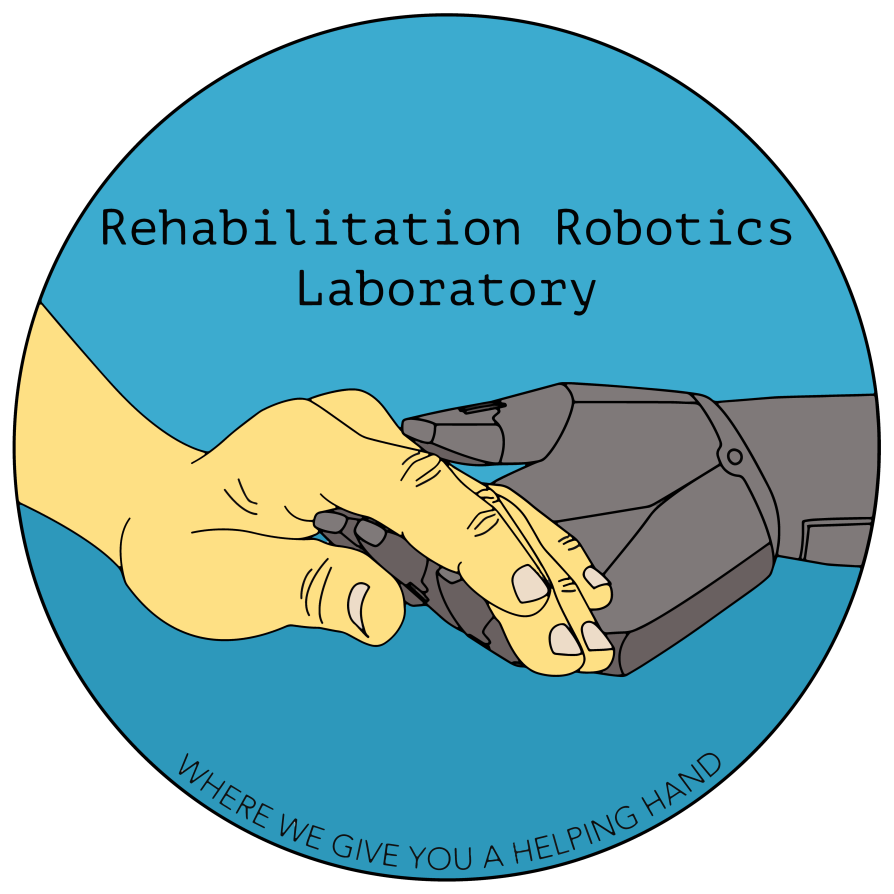 Rehabilitation Robotics
Laboratory
WHERE WE GIVE YOU A HELPING HAND